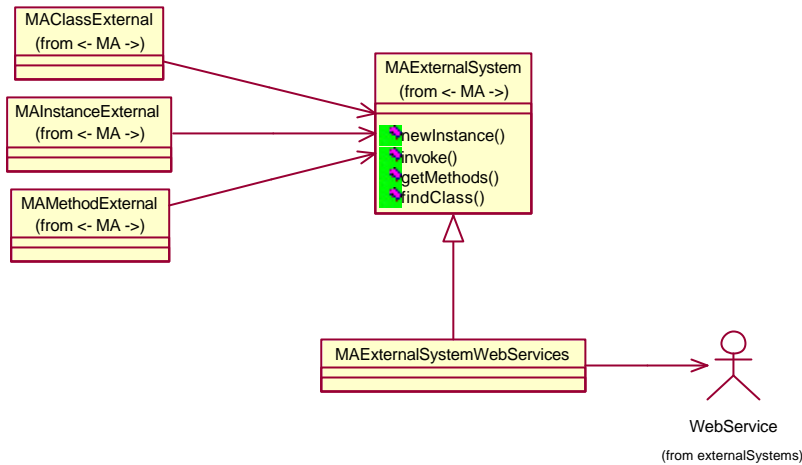 MAClassExternal
(from <- MA ->)
MAInstanceExternal
(from <- MA ->)
MAMethodExternal
(from <- MA ->)
MAExternalSystem
(from <- MA ->)
newInstance()
invoke()
getMethods()
findClass()
MAExternalSystemWebServices
WebService
(from externalSystems)